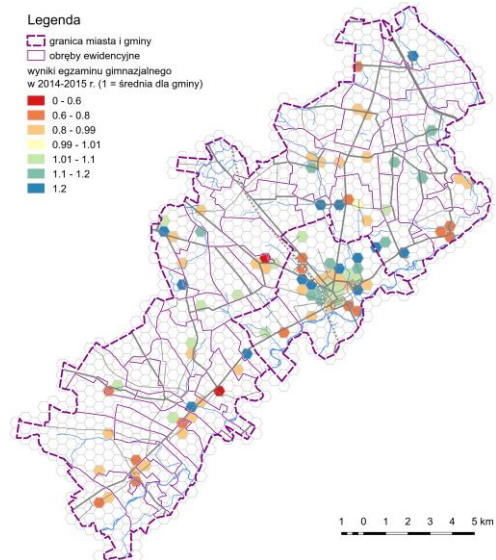 Legenda
granica miasta i gminy
obręby ewidencyjne
wyniki egzaminu gimnazjalnego
w 2014-2015 r. (1 = średnia dla gminy)
0 - 0.6
0.6 - 0.8
0.8 - 0.99
0.99 - 1.01
1.01 - 1.1
1.1 - 1.2
1.2
1 0 1 2 3 4 5 km